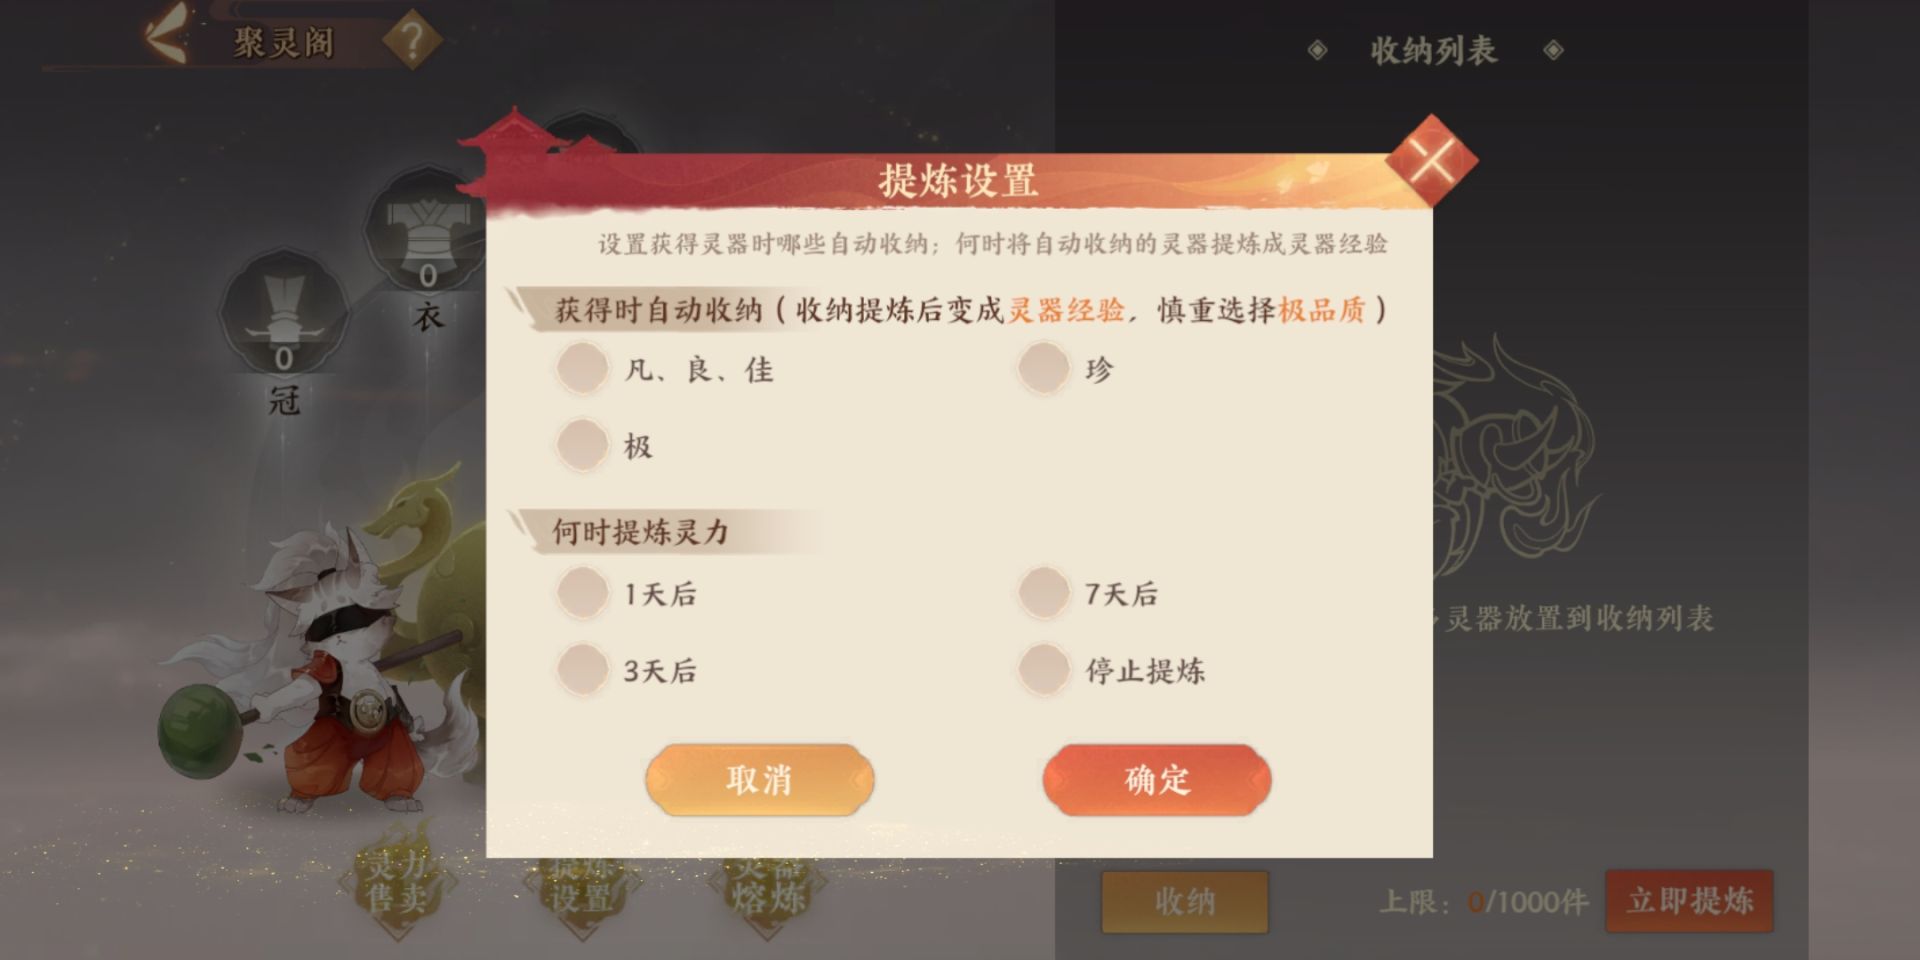 聚灵阁
?
收纳列表
提炼设置
设置获得灵器时哪些自动收纳；何时将自动收纳的灵器提炼成灵器经验
获得时自动收纳（收纳提炼后变成灵器经验，慎重选择极品质）
凡、良、佳
珍
极
何时提炼灵力
1天后
7天后
3天后
停止提炼
取消
确定
0
衣
0
冠
灵器放置到收纳列表
灵力
售卖
提炼
设置
灵器
熔炼
收纳
上限：0/1000件
立即提炼